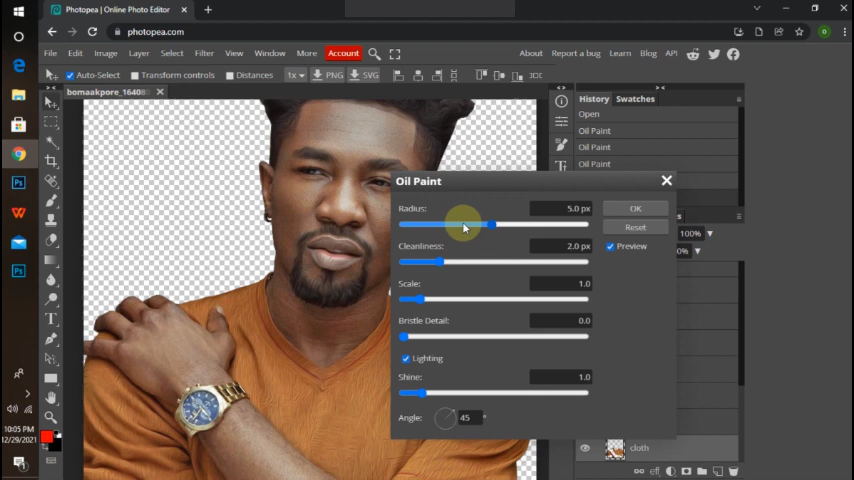 Photopea | Online Photo Editor
photopea.com
File Edit Image Layer Select Filter View Window More Account
About Report a bug Learn Blog API
Auto-Select Transform controls Distances 1x PNG SVG
bomaakpore_16408
History Swatches
Open
Oil Paint
Oil Paint
Oil Paint
Oil Paint
Radius: 5.0 px OK
Reset
Cleanliness: 2.0 px Preview
100%
Scale: 1.0
Bristle Detail: 0.0
Lighting
Shine: 1.0
Angle: 45 °
cloth
eff
10:05 PM
12/29/2021